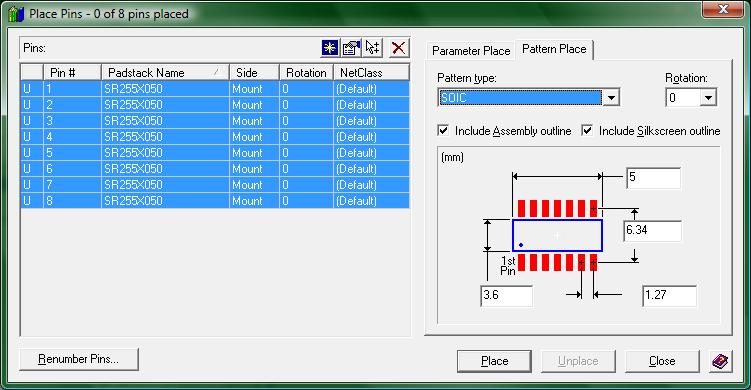 Place Pins - 0 of 8 pins placed
Pins:
Pin # Padstack Name Side Rotation NetClass
U 1 SR255X050 Mount 0 (Default)
U 2 SR255X050 Mount 0 (Default)
U 3 SR255X050 Mount 0 (Default)
U 4 SR255X050 Mount 0 (Default)
U 5 SR255X050 Mount 0 (Default)
U 6 SR255X050 Mount 0 (Default)
U 7 SR255X050 Mount 0 (Default)
U 8 SR255X050 Mount 0 (Default)
Renumber Pins...
Parameter Place Pattern Place
Pattern type: Rotation:
SOIC 0
Include Assembly outline Include Silkscreen outline
(mm)
5
6.34
1st
Pin
3.6 1.27
Place Unplace Close